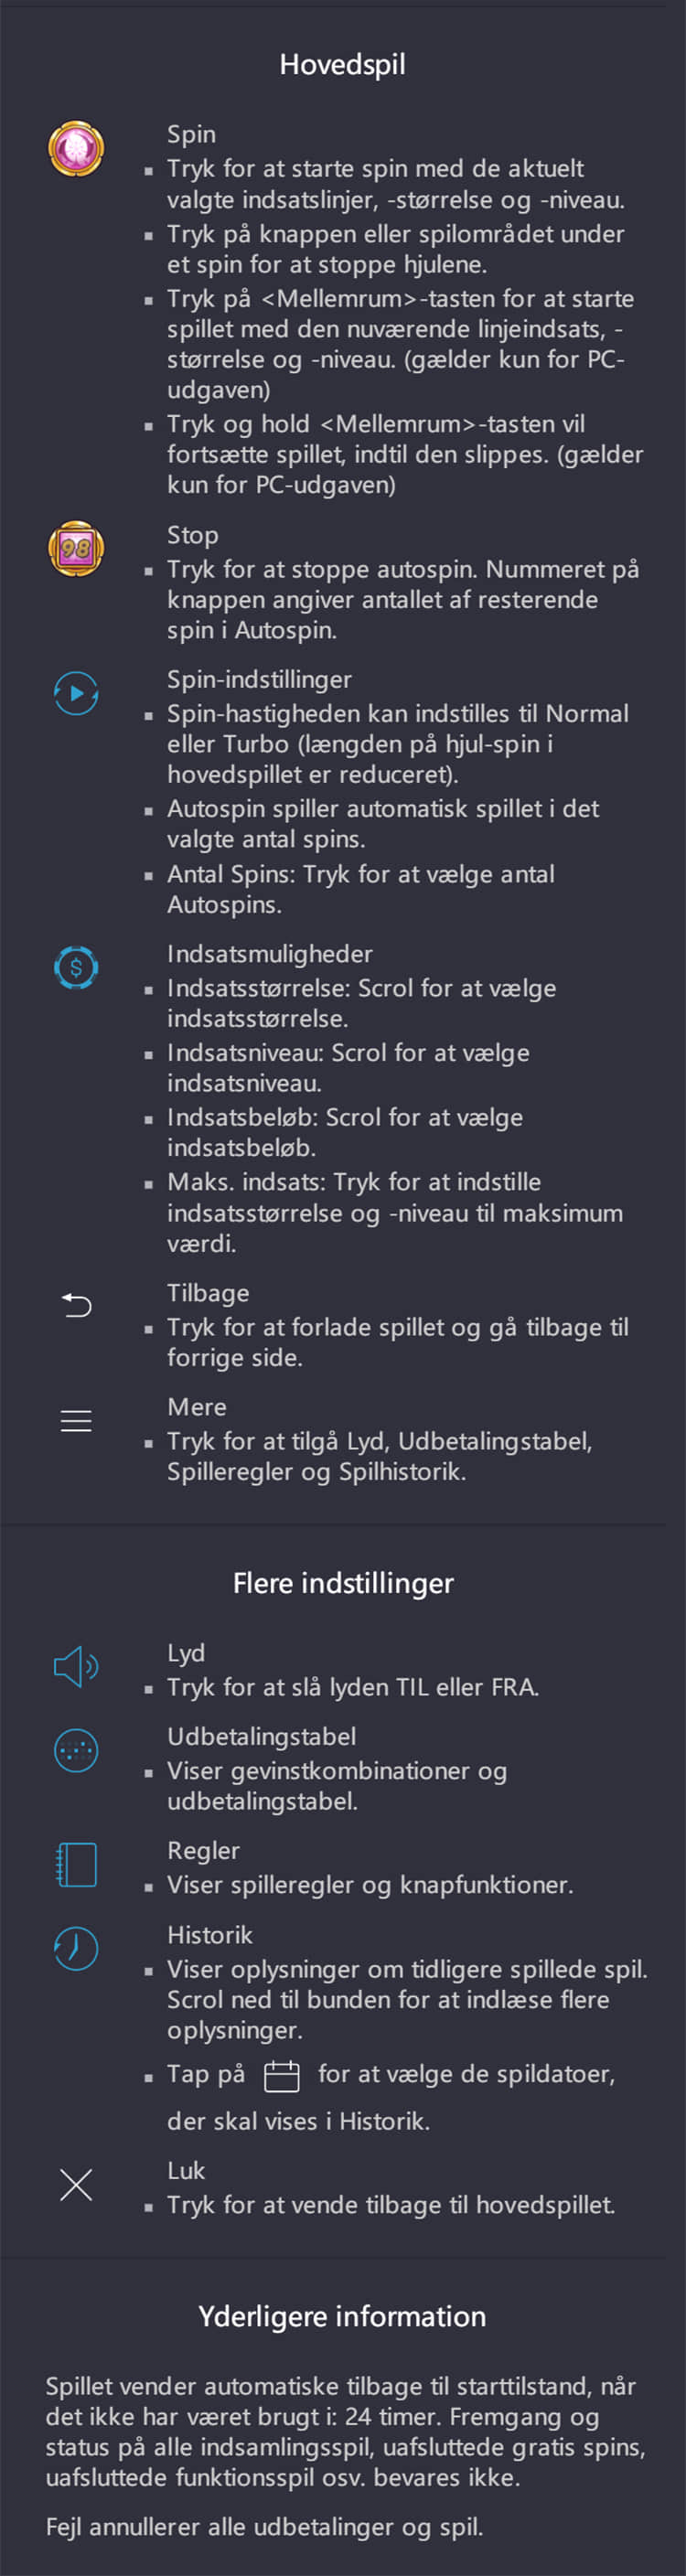 Hovedspil
Spin
▪ Tryk for at starte spin med de aktuelt
valgte indsatslinjer, -størrelse og -niveau.
▪ Tryk på knappen eller spilområdet under
et spin for at stoppe hjulene.
▪ Tryk på <Mellemrum>-tasten for at starte
spillet med den nuværende linjeindsats, -
størrelse og -niveau. (gælder kun for PC-
udgaven)
▪ Tryk og hold <Mellemrum>-tasten vil
fortsætte spillet, indtil den slippes. (gælder
kun for PC-udgaven)
98
Stop
▪ Tryk for at stoppe autospin. Nummeret på
knappen angiver antallet af resterende
spin i Autospin.
Spin-indstillinger
▪ Spin-hastigheden kan indstilles til Normal
eller Turbo (længden på hjul-spin i
hovedspillet er reduceret).
▪ Autospin spiller automatisk spillet i det
valgte antal spins.
▪ Antal Spins: Tryk for at vælge antal
Autospins.
$
Indsatsmuligheder
▪ Indsatsstørrelse: Scrol for at vælge
indsatsstørrelse.
▪ Indsatsniveau: Scrol for at vælge
indsatsniveau.
▪ Indsatsbeløb: Scrol for at vælge
indsatsbeløb.
▪ Maks. indsats: Tryk for at indstille
indsatsstørrelse og -niveau til maksimum
værdi.
Tilbage
▪ Tryk for at forlade spillet og gå tilbage til
forrige side.
Mere
▪ Tryk for at tilgå Lyd, Udbetalingstabel,
Spilleregler og Spilhistorik.
Flere indstillinger
Lyd
▪ Tryk for at slå lyden TIL eller FRA.
Udbetalingstabel
▪ Viser gevinstkombinationer og
udbetalingstabel.
Regler
▪ Viser spilleregler og knapfunktioner.
Historik
▪ Viser oplysninger om tidligere spillede spil.
Scrol ned til bunden for at indlæse flere
oplysninger.
▪ Tap på for at vælge de spildatoer,
der skal vises i Historik.
Luk
▪ Tryk for at vende tilbage til hovedspillet.
Yderligere information
Spillet vender automatiske tilbage til starttilstand, når
det ikke har været brugt i: 24 timer. Fremgang og
status på alle indsamlingsspil, uafsluttede gratis spins,
uafsluttede funktionsspil osv. bevares ikke.
Fejl annullerer alle udbetalinger og spil.